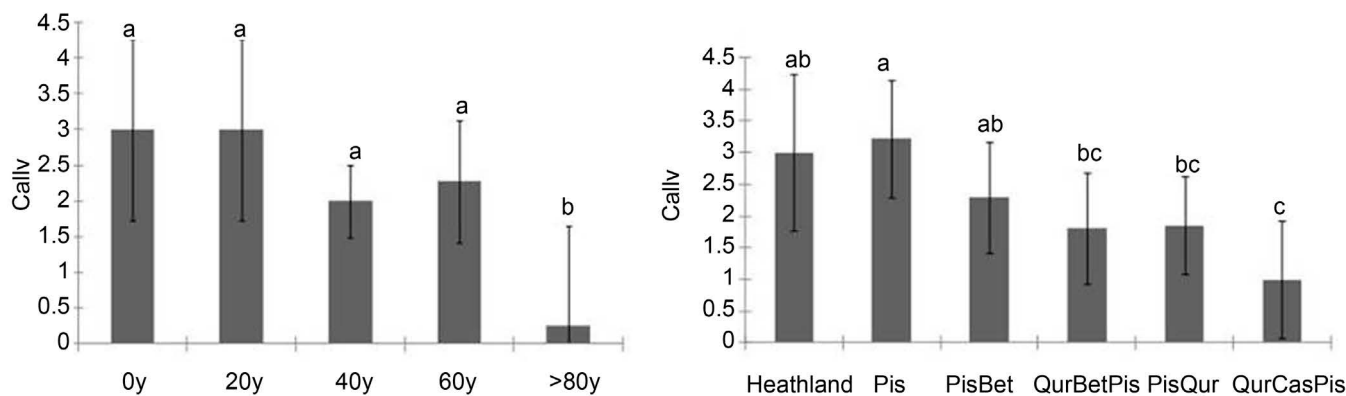 4.5
4
3.5
3
2.5
2
1.5
1
0.5
0
Callv
a
a
a
a
b
0y 20y 40y 60y >80y
4.5
4
3.5
3
2.5
2
1.5
1
0.5
0
Callv
ab
a
ab
bc
bc
c
Heathland Pis PisBet QurBetPis PisQur QurCasPis